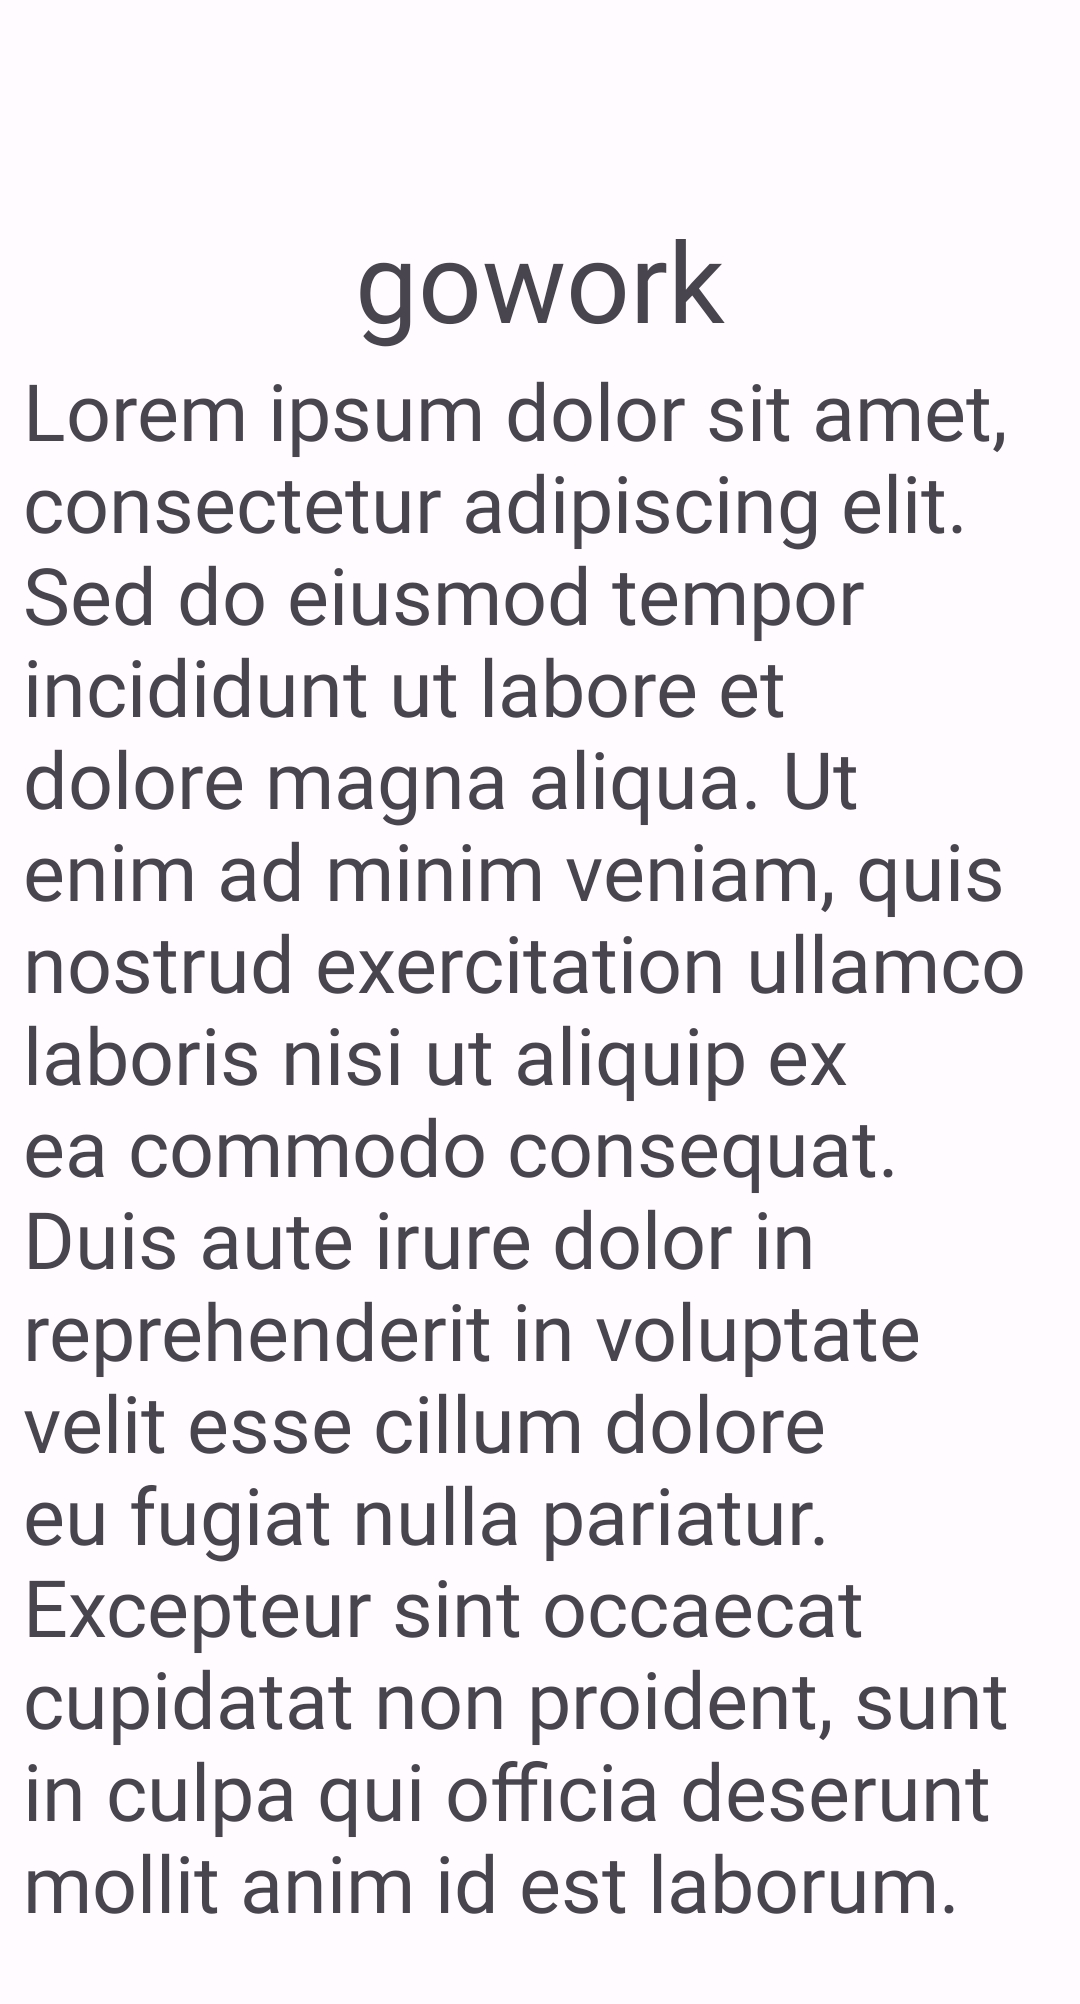 gowork
Lorem ipsum dolor sit amet,
consectetur adipiscing elit.
Sed do eiusmod tempor
incididunt ut labore et
dolore magna aliqua. Ut
enim ad minim veniam, quis
nostrud exercitation ullamco
laboris nisi ut aliquip ex
ea commodo consequat.
Duis aute irure dolor in
reprehenderit in voluptate
velit esse cillum dolore
eu fugiat nulla pariatur.
Excepteur sint occaecat
cupidatat non proident, sunt
in culpa qui officia deserunt
mollit anim id est laborum.